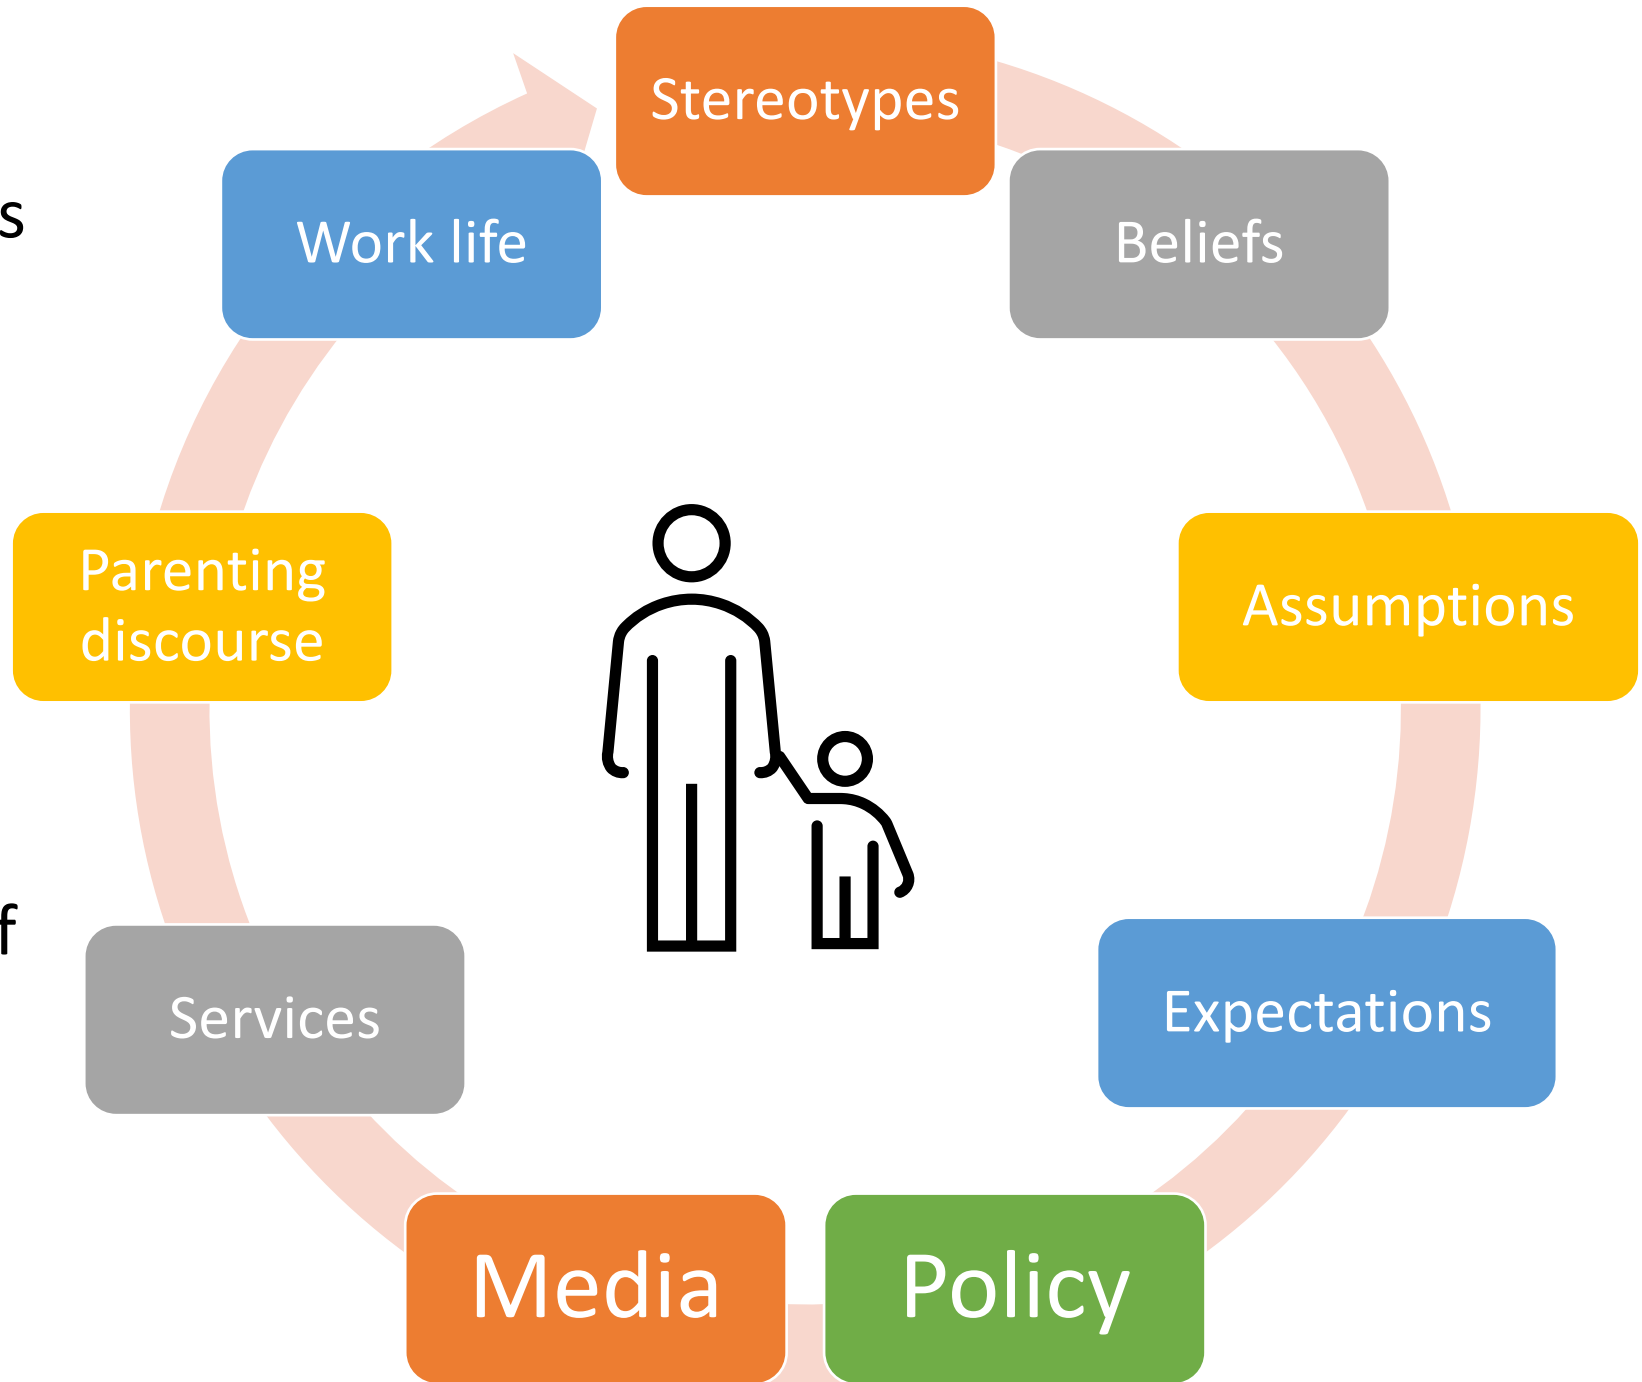 Stereotypes
Beliefs
Assumptions
Expectations
Policy
Media
Services
Parenting
discourse
Work life
s
f